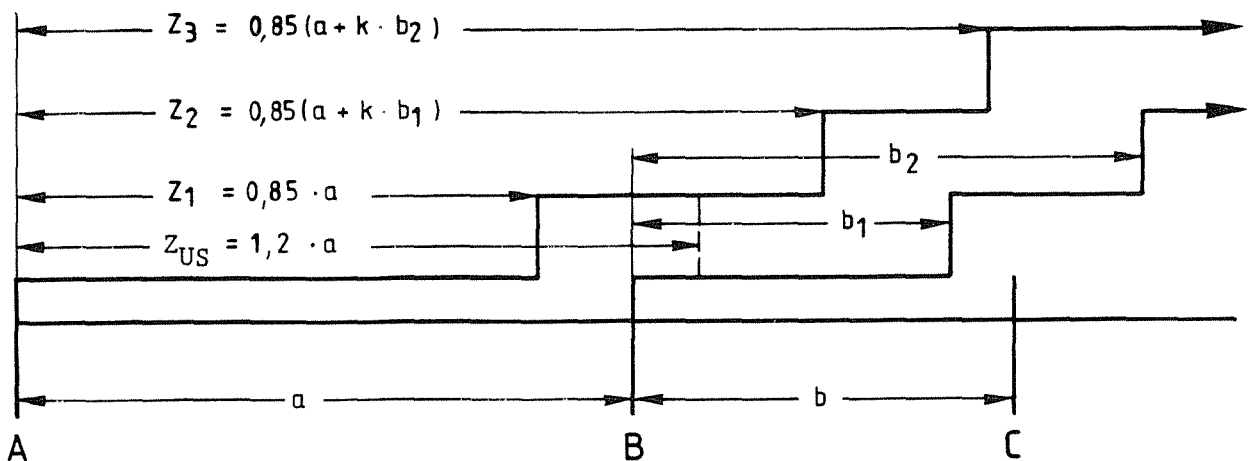 Z3 = 0,85(a + k · b2)
Z2 = 0,85(a + k · b1)
b2
Z1 = 0,85 · a
b1
ZUS = 1,2 · a
a
b
A
B
C